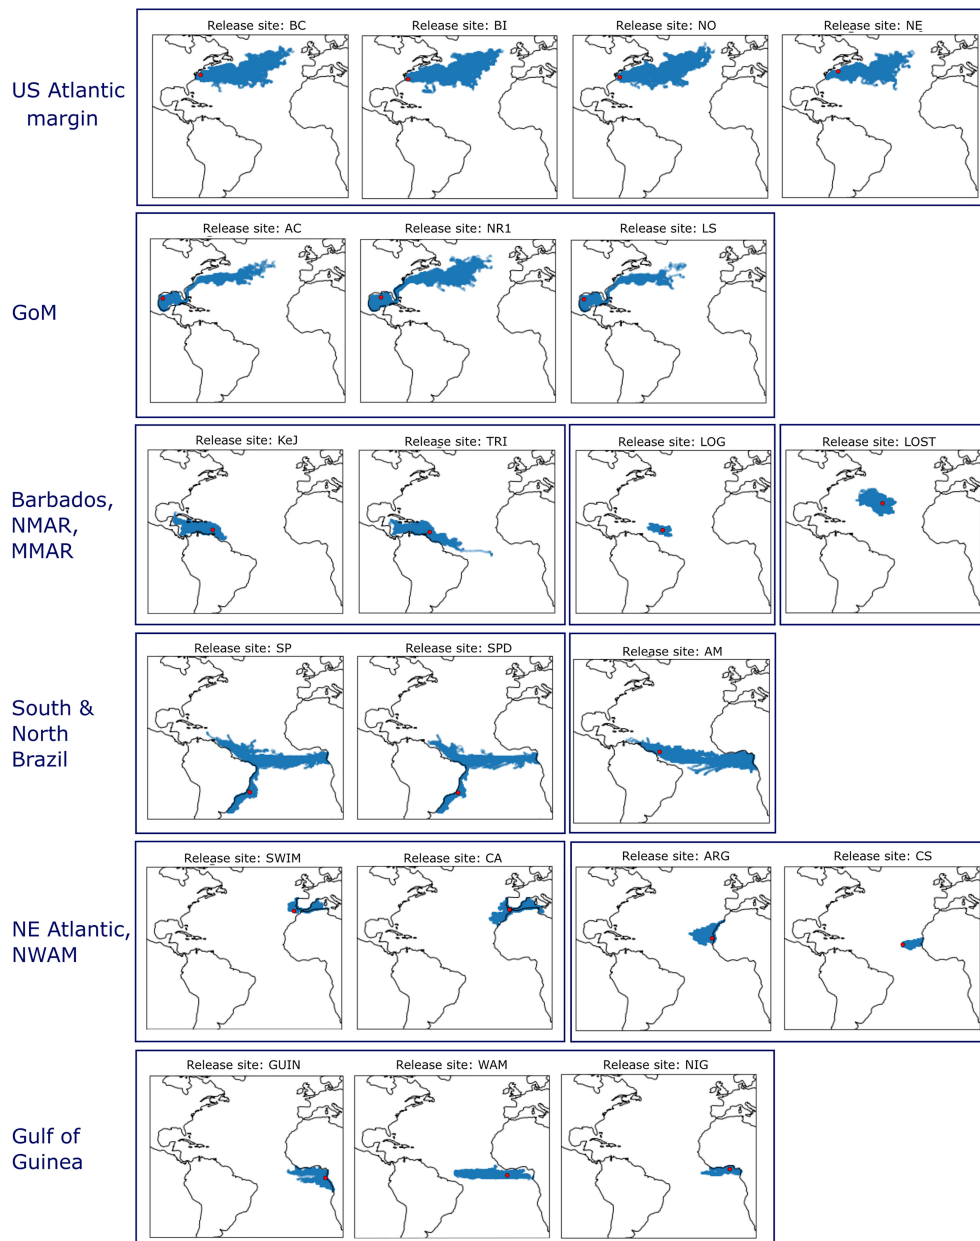 US Atlantic
margin
Release site: BC
Release site: BI
Release site: NO
Release site: NE
GoM
Release site: AC
Release site: NR1
Release site: LS
Barbados,
NMAR,
MMAR
Release site: KeJ
Release site: TRI
Release site: LOG
Release site: LOST
South &
North
Brazil
Release site: SP
Release site: SPD
Release site: AM
NE Atlantic,
NWAM
Release site: SWIM
Release site: CA
Release site: ARG
Release site: CS
Gulf of
Guinea
Release site: GUIN
Release site: WAM
Release site: NIG